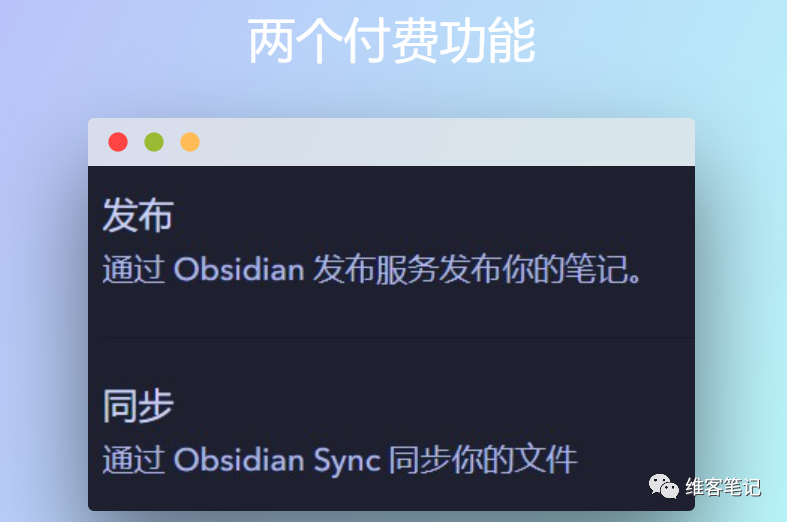 两个付费功能
发布
通过 Obsidian 发布服务发布你的笔记。
同步
通过 Obsidian Sync 同步你的文件
维客笔记